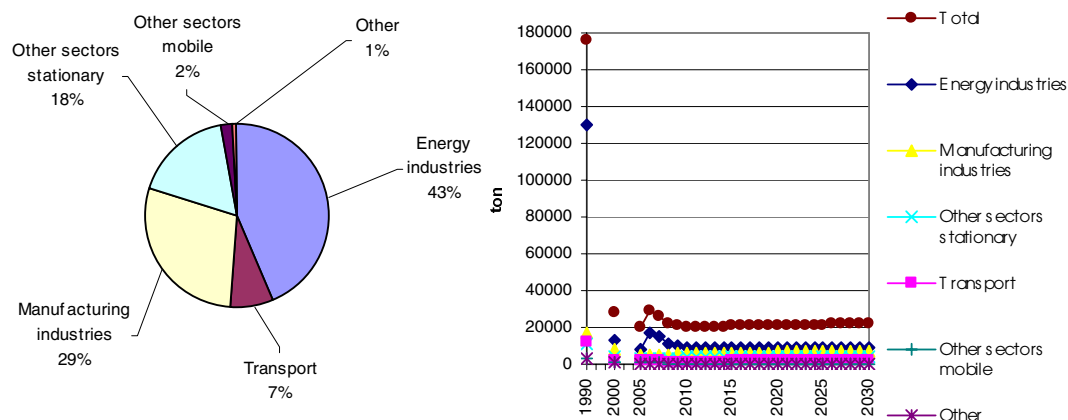 Other sectors
mobile
2%
Other
1%
Other sectors
stationary
18%
Energy
industries
43%
Manufacturing
industries
29%
Transport
7%
ton
180000
160000
140000
120000
100000
80000
60000
40000
20000
0
1990
2000
2005
2010
2015
2020
2025
2030
Total
Energy industries
Manufacturing
industries
Other sectors
stationary
Transport
Other sectors
mobile
Other